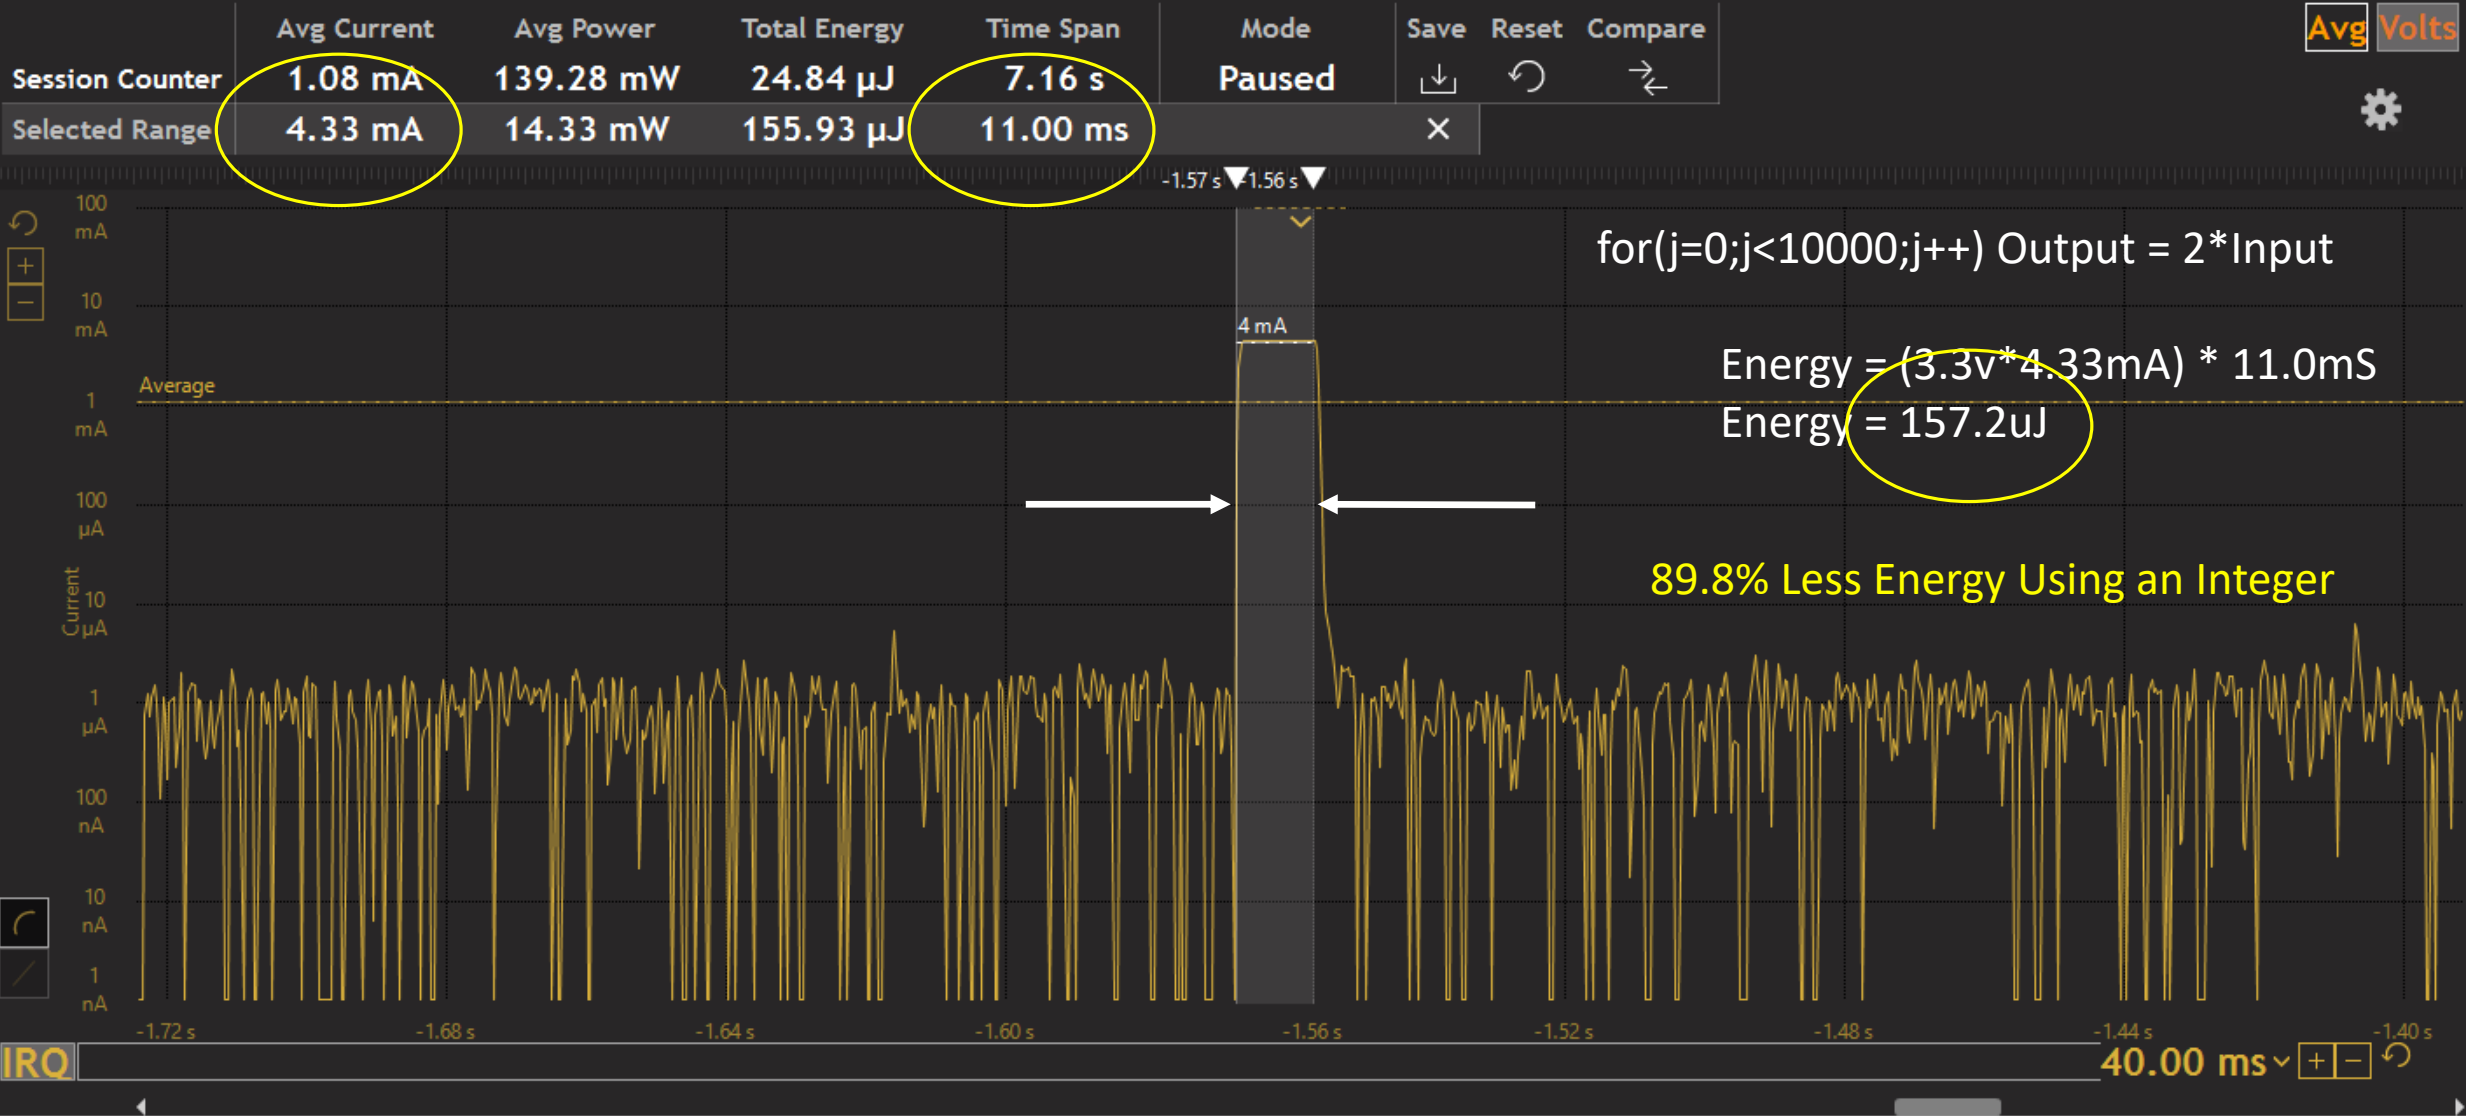 Avg Current Avg Power Total Energy Time Span Mode Save Reset Compare Avg Volts
Session Counter 1.08 mA 139.28 mW 24.84 µJ 7.16 s Paused
Selected Range 4.33 mA 14.33 mW 155.93 µJ 11.00 ms
-1.57 s -1.56 s
100
mA
for(j=0;j<10000;j++) Output = 2*Input
10
mA
4 mA
Energy = (3.3v*4.33mA) * 11.0mS
Average
1
mA
Energy = 157.2uJ
100
µA
89.8% Less Energy Using an Integer
Current
10
µA
1
µA
100
nA
10
nA
1
nA
-1.72 s -1.68 s -1.64 s -1.60 s -1.56 s -1.52 s -1.48 s -1.44 s -1.40 s
IRQ 40.00 ms